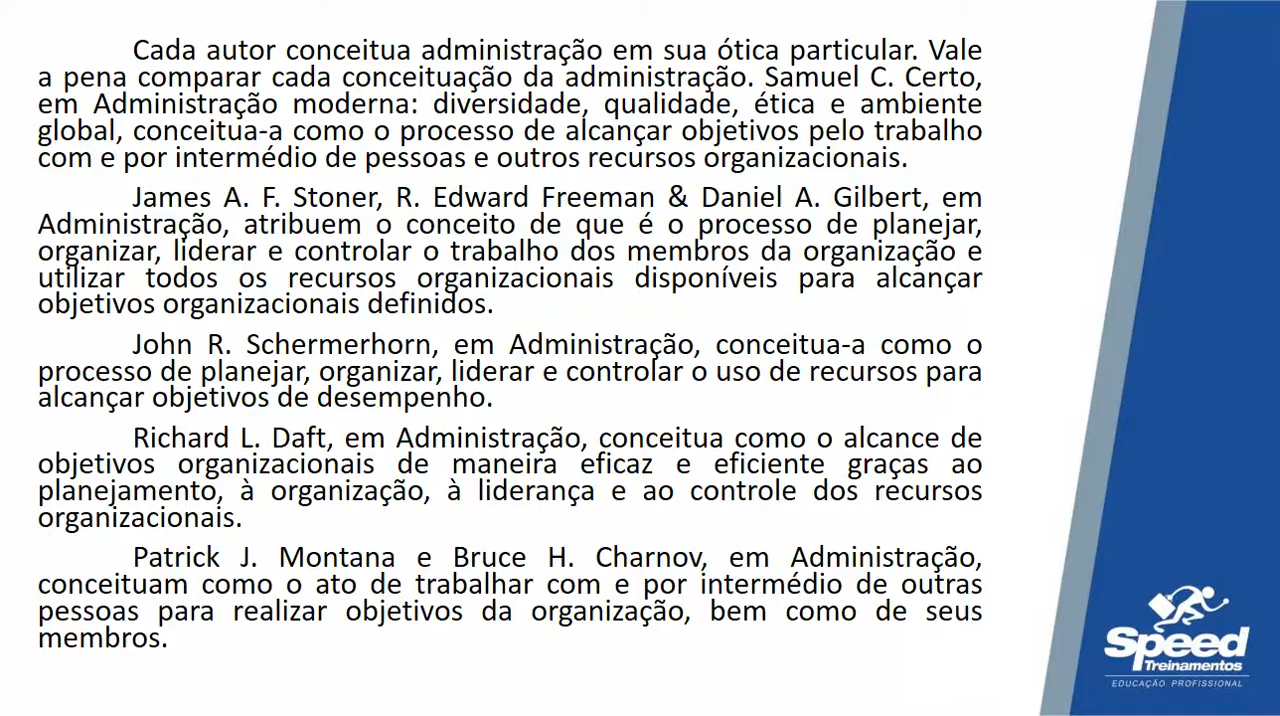 Cada autor conceitua administração em sua ótica particular. Vale
a pena comparar cada conceituação da administração. Samuel C. Certo,
em Administração moderna: diversidade, qualidade, ética e ambiente
global, conceitua-a como o processo de alcançar objetivos pelo trabalho
com e por intermédio de pessoas e outros recursos organizacionais.
James A. F. Stoner, R. Edward Freeman & Daniel A. Gilbert, em
Administração, atribuem o conceito de que é o processo de planejar,
organizar, liderar e controlar o trabalho dos membros da organização e
utilizar todos os recursos organizacionais disponíveis para alcançar
objetivos organizacionais definidos.
John R. Schermerhorn, em Administração, conceitua-a como o
processo de planejar, organizar, liderar e controlar o uso de recursos para
alcançar objetivos de desempenho.
Richard L. Daft, em Administração, conceitua como o alcance de
objetivos organizacionais de maneira eficaz e eficiente graças ao
planejamento, à organização, à liderança e ao controle dos recursos
organizacionais.
Patrick J. Montana e Bruce H. Charnov, em Administração,
conceituam como o ato de trabalhar com e por intermédio de outras
pessoas para realizar objetivos da organização, bem como de seus
membros.
Speed
Treinamentos
EDUCAÇÃO PROFISSIONAL